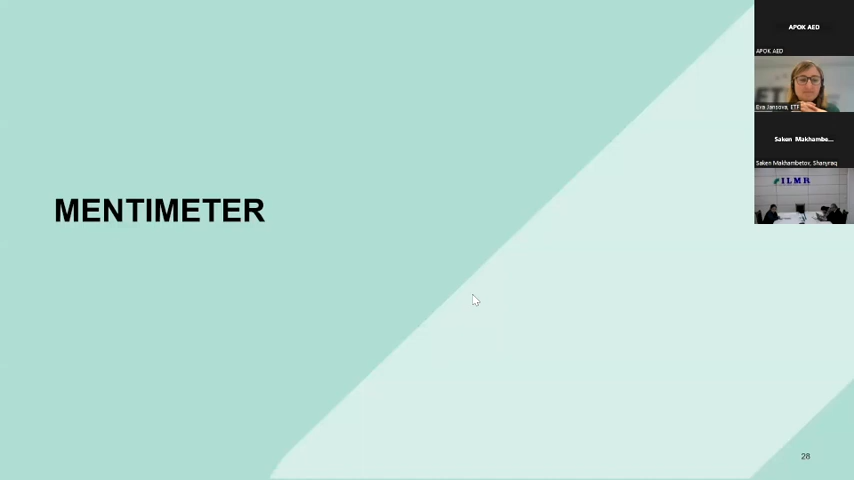 MENTIMETER
28
APOK AED
APOK AED
Eva Jansova, ETF
Saken Makhambe...
Saken Makhambetov, Shanyraq
ILMR